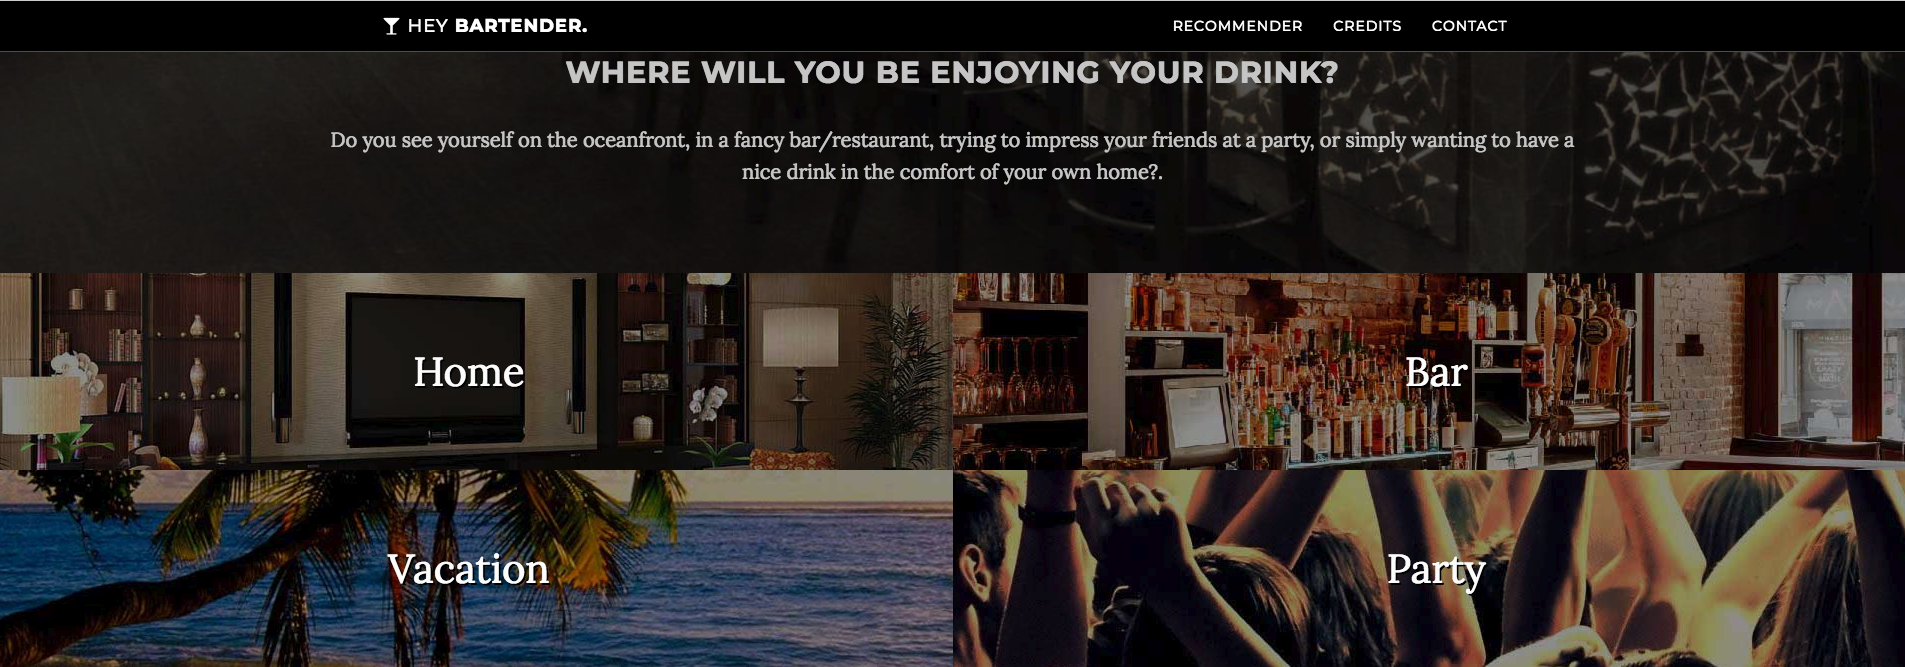 HEY BARTENDER.
RECOMMENDER CREDITS CONTACT
WHERE WILL YOU BE ENJOYING YOUR DRINK?
Do you see yourself on the oceanfront, in a fancy bar/restaurant, trying to impress your friends at a party, or simply wanting to have a
nice drink in the comfort of your own home?.
Home
Bar
Vacation
Party